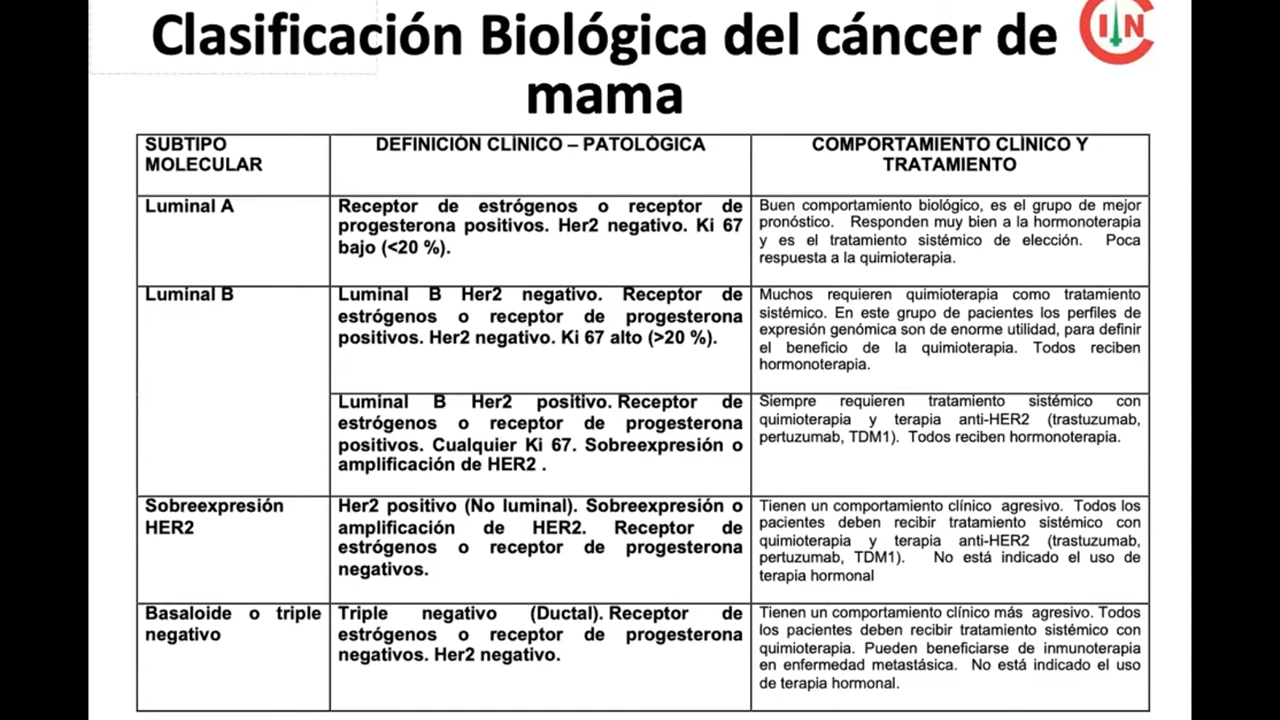 Clasificación Biológica del cáncer de
mama
CIN
SUBTIPO
MOLECULAR
DEFINICIÓN CLÍNICO – PATOLÓGICA
COMPORTAMIENTO CLÍNICO Y
TRATAMIENTO
Luminal A
Receptor de estrógenos o receptor de
progesterona positivos. Her2 negativo. Ki 67
bajo (<20 %).
Buen comportamiento biológico, es el grupo de mejor
pronóstico. Responden muy bien a la hormonoterapia
y es el tratamiento sistémico de elección. Poca
respuesta a la quimioterapia.
Luminal B
Luminal B Her2 negativo. Receptor de
estrógenos o receptor de progesterona
positivos. Her2 negativo. Ki 67 alto (>20 %).
Muchos requieren quimioterapia como tratamiento
sistémico. En este grupo de pacientes los perfiles de
expresión genómica son de enorme utilidad, para definir
el beneficio de la quimioterapia. Todos reciben
hormonoterapia.
Luminal B Her2 positivo. Receptor de
estrógenos o receptor de progesterona
positivos. Cualquier Ki 67. Sobreexpresión o
amplificación de HER2 .
Siempre requieren tratamiento sistémico con
quimioterapia y terapia anti-HER2 (trastuzumab,
pertuzumab, TDM1). Todos reciben hormonoterapia.
Sobreexpresión
HER2
Her2 positivo (No luminal). Sobreexpresión o
amplificación de HER2. Receptor de
estrógenos o receptor de progesterona
negativos.
Tienen un comportamiento clínico agresivo. Todos los
pacientes deben recibir tratamiento sistémico con
quimioterapia y terapia anti-HER2 (trastuzumab,
pertuzumab, TDM1). No está indicado el uso de
terapia hormonal
Basaloide o triple
negativo
Triple negativo (Ductal). Receptor de
estrógenos o receptor de progesterona
negativos. Her2 negativo.
Tienen un comportamiento clínico más agresivo. Todos
los pacientes deben recibir tratamiento sistémico con
quimioterapia. Pueden beneficiarse de inmunoterapia
en enfermedad metastásica. No está indicado el uso
de terapia hormonal.